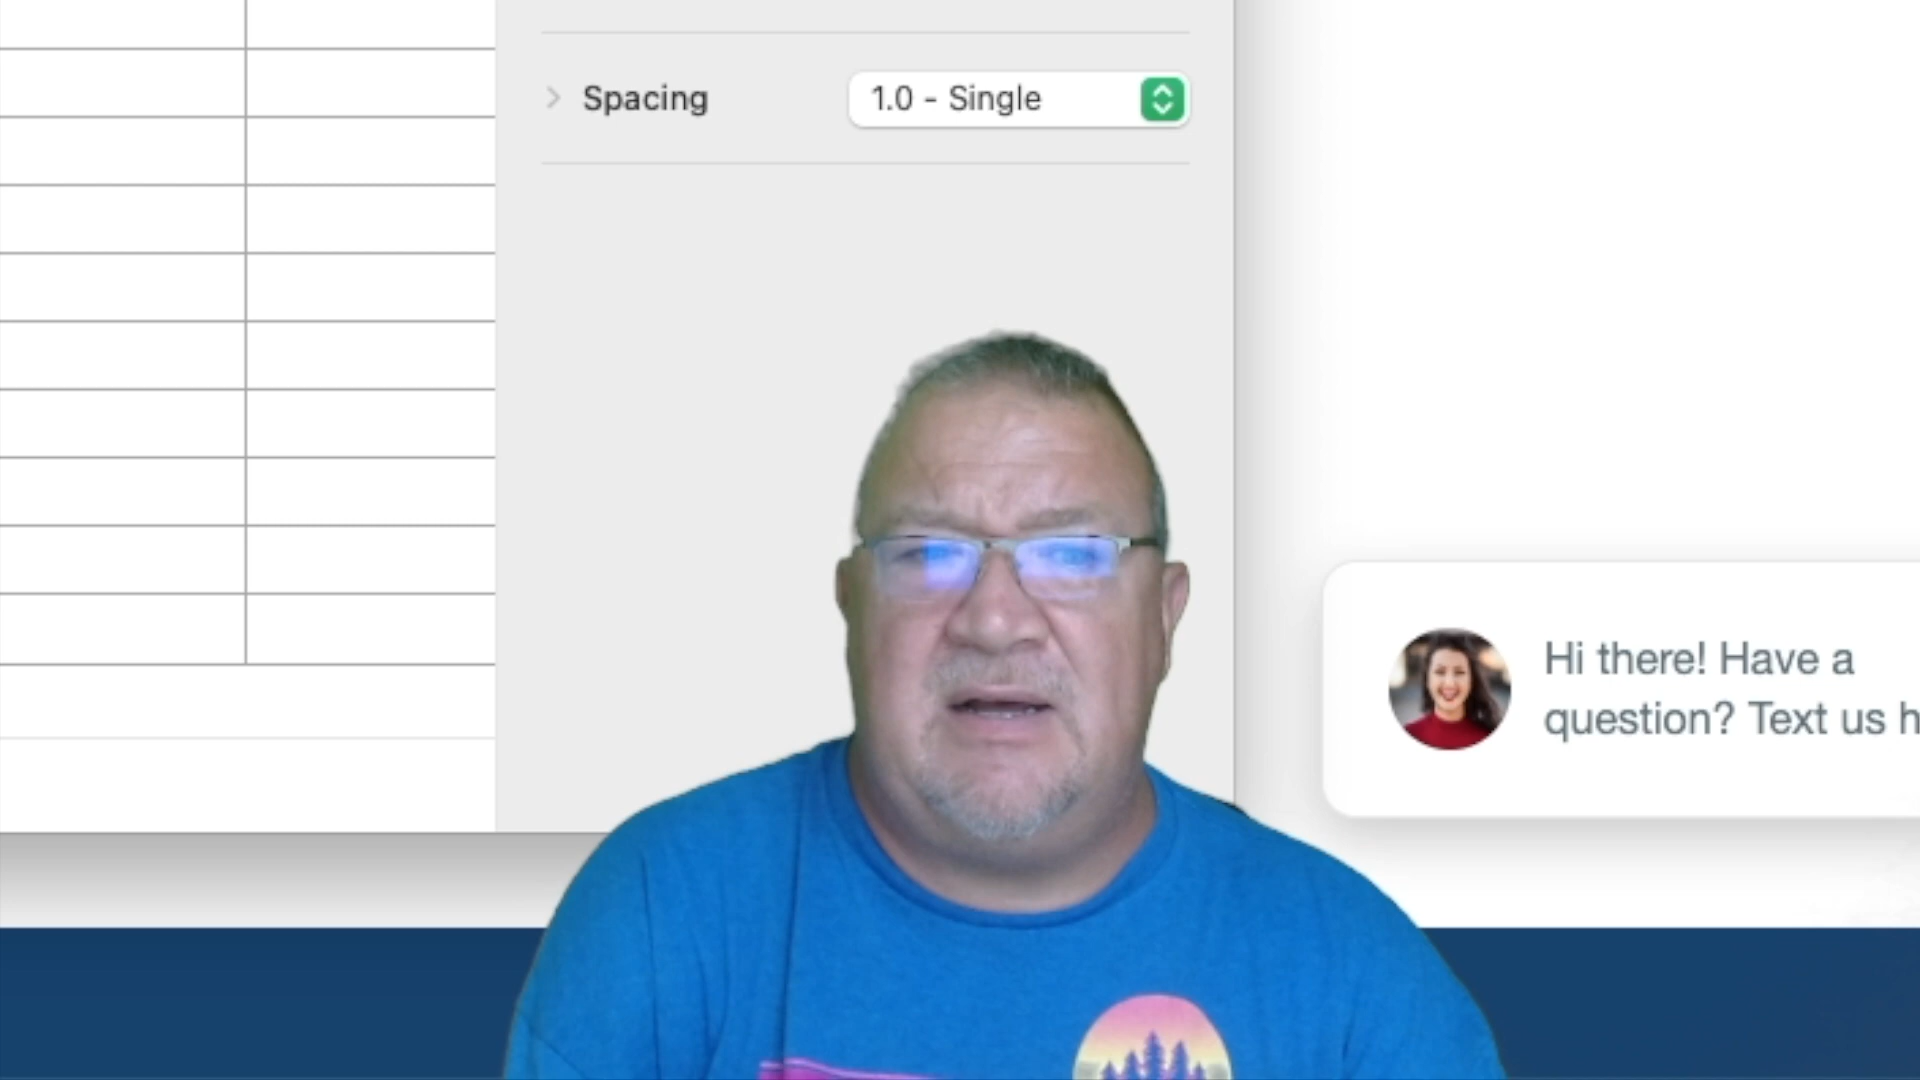 Spacing
1.0 - Single
Hi there! Have a
question? Text us h